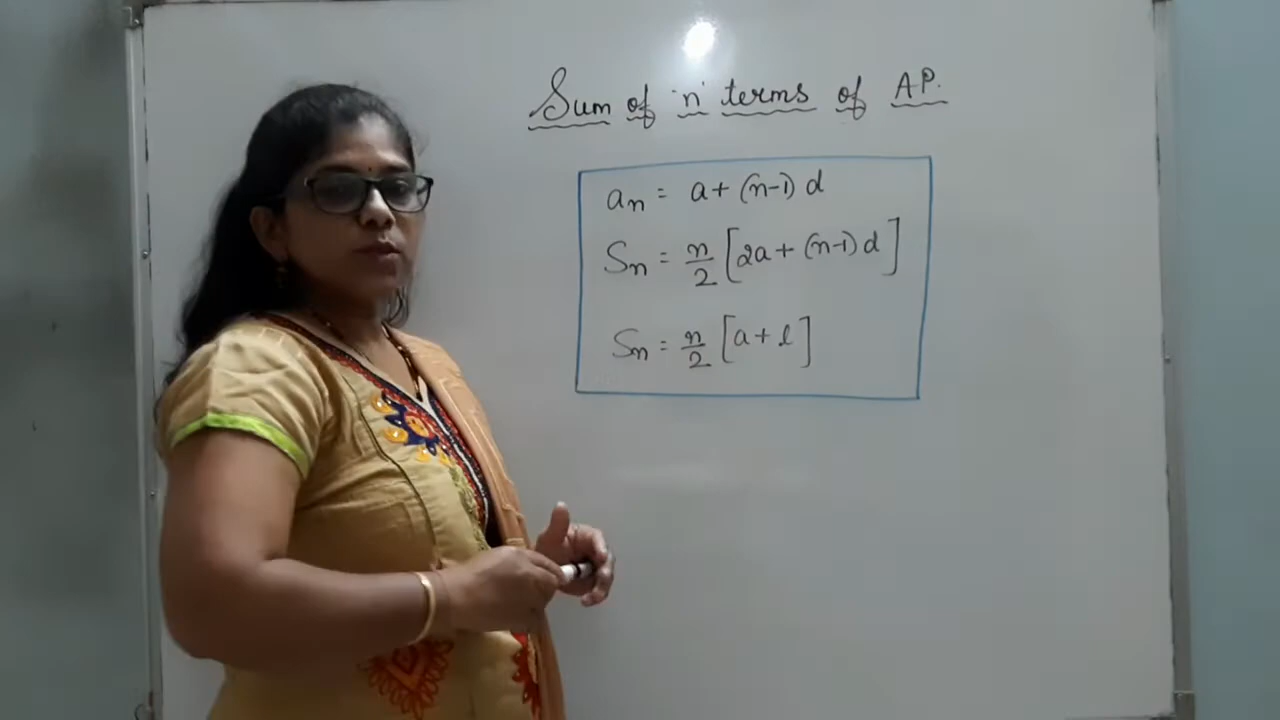 Sum of 'n' terms of A.P.
an = a + (n-1) d
Sn = n/2 [2a + (n-1) d]
Sn = n/2 [a + l]